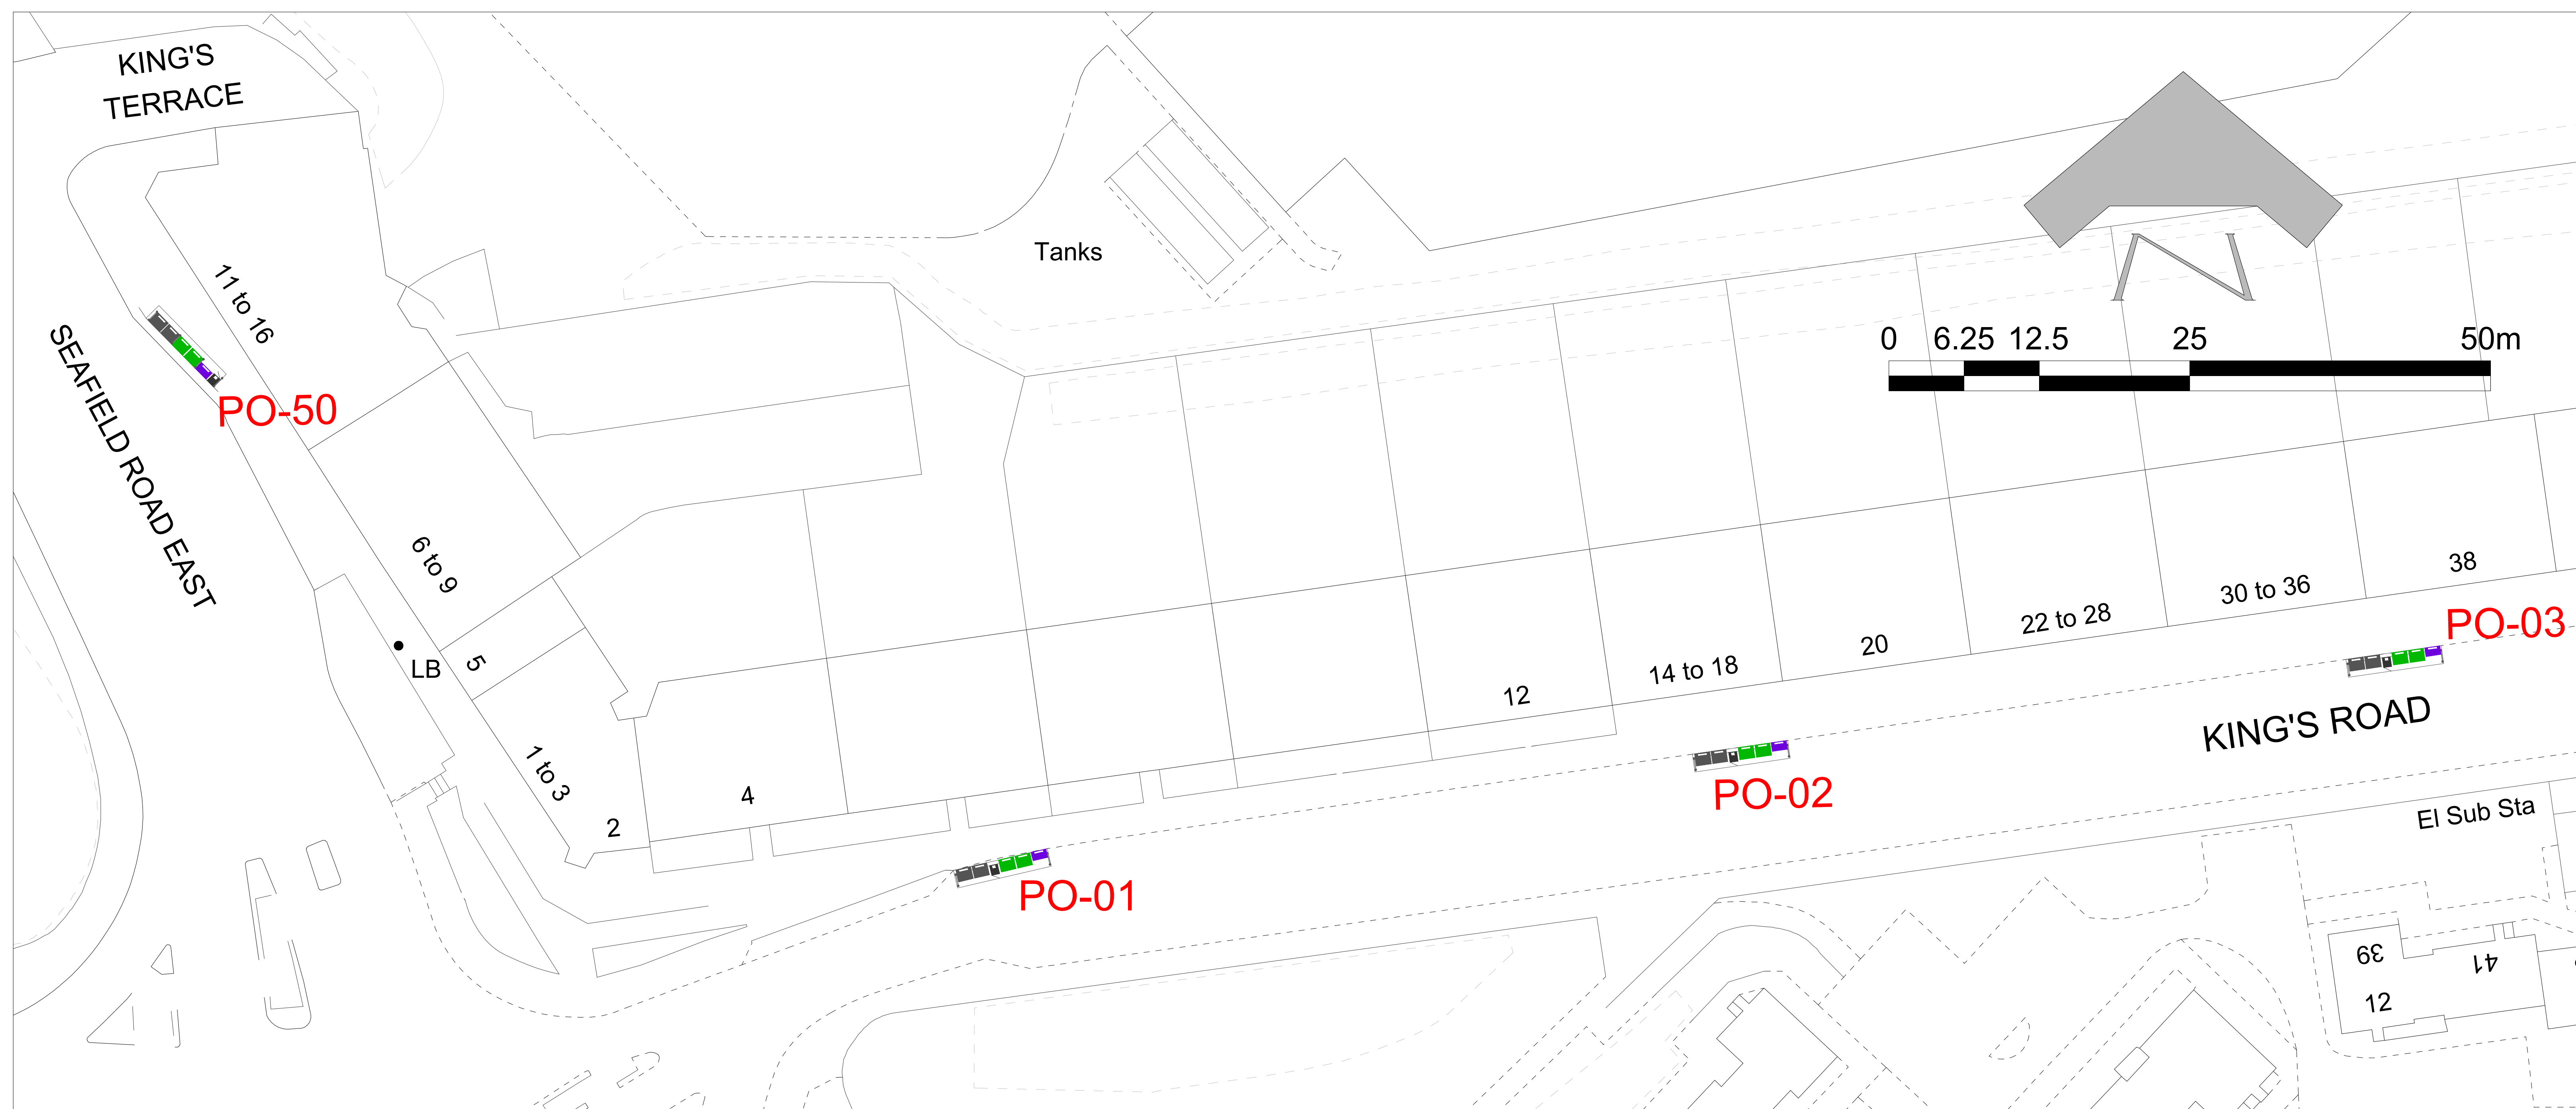 KING'S
TERRACE
Tanks
N
11 to 16
0 6.25 12.5 25 50m
PO-50
SEAFIELD ROAD EAST
6 to 9
LB
5
1 to 3
2
4
12
14 to 18
20
22 to 28
30 to 36
38
PO-03
KING'S ROAD
PO-02
PO-01
El Sub Sta
39
41
12